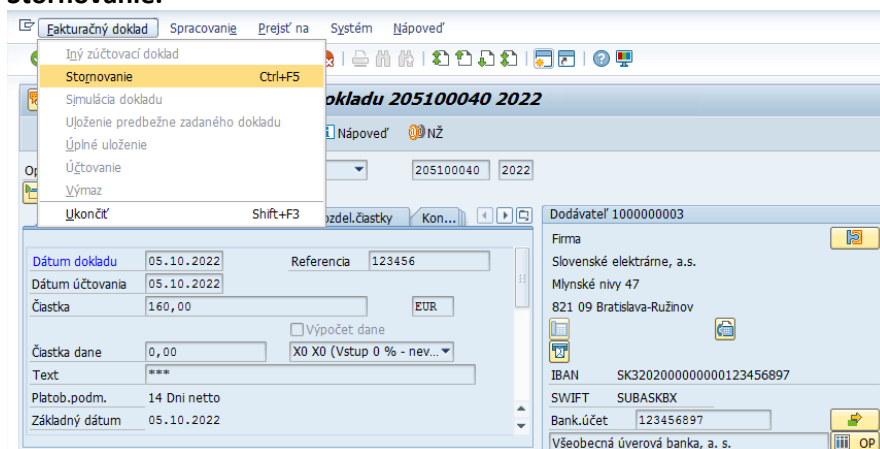 Stornovanie.
Fakturačný doklad Spracovanie Prejsť na Systém Nápoveď
Iný zúčtovací doklad
Stornovanie Ctrl+F5
Simulácia dokladu
Uloženie predbežne zadaného dokladu
Úplné uloženie
Účtovanie
Výmaz
Ukončiť Shift+F3
okladu 205100040 2022
Nápoveď NŽ
205100040 2022
ozdel.čiastky Kon...
Dátum dokladu 05.10.2022 Referencia 123456
Dátum účtovania 05.10.2022
Čiastka 160,00 EUR
Výpočet dane
Čiastka dane 0,00 X0 X0 (Vstup 0 % - nev...
Text ***
Platob.podm. 14 Dni netto
Základný dátum 05.10.2022
Dodávateľ 1000000003
Firma
Slovenské elektrárne, a.s.
Mlynské nivy 47
821 09 Bratislava-Ružinov
IBAN SK3202000000000123456897
SWIFT SUBASKBX
Bank.účet 123456897
Všeobecná úverová banka, a. s. OP